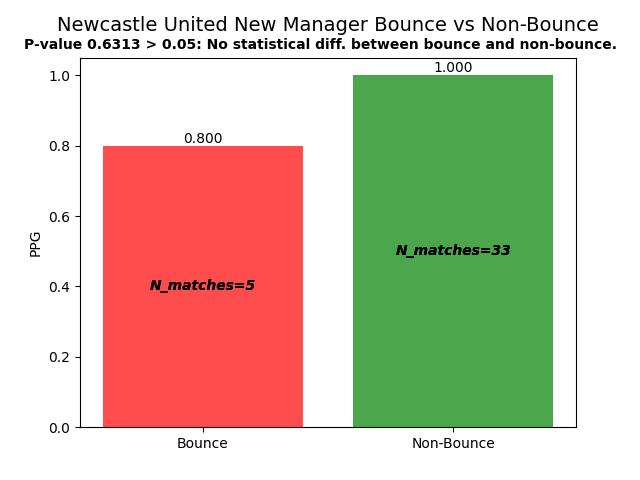 Newcastle United New Manager Bounce vs Non-Bounce
P-value 0.6313 > 0.05: No statistical diff. between bounce and non-bounce.
1.0
0.8
0.6
0.4
0.2
0.0
PPG
0.800
1.000
N_matches=5
N_matches=33
Bounce
Non-Bounce